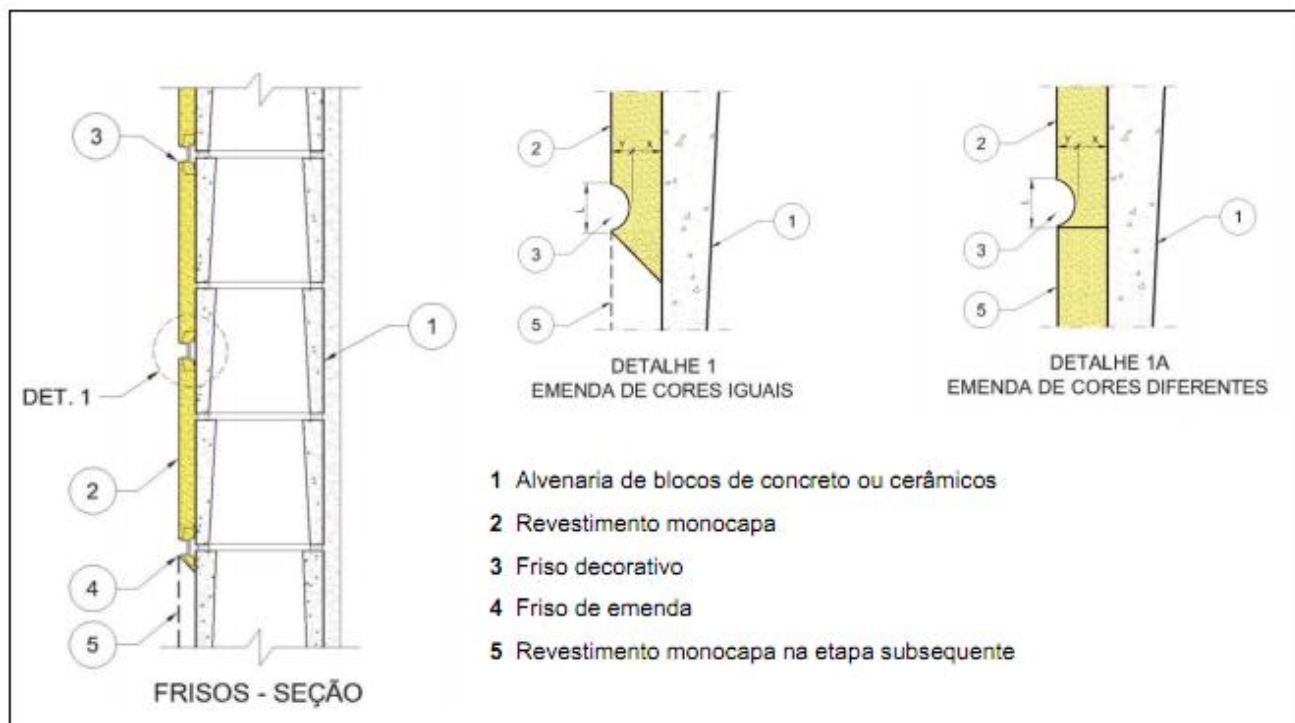 3
DET. 1
1
2
4
5
FRISOS - SEÇÃO
2
Y X
L
3
1
5
DETALHE 1
EMENDA DE CORES IGUAIS
2
Y X
L
3
1
5
DETALHE 1A
EMENDA DE CORES DIFERENTES
1 Alvenaria de blocos de concreto ou cerâmicos
2 Revestimento monocapa
3 Friso decorativo
4 Friso de emenda
5 Revestimento monocapa na etapa subsequente